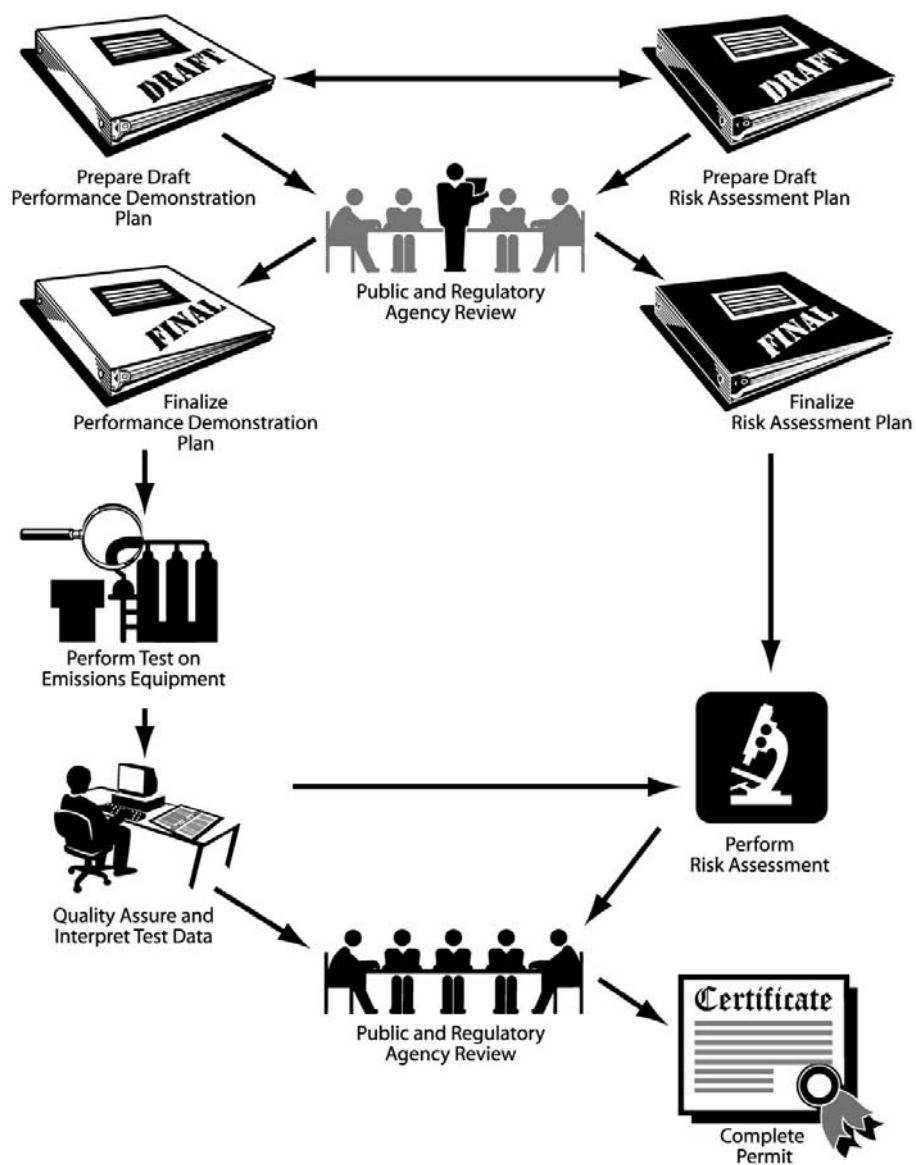 DRAFT
DRAFT
Prepare Draft
Performance Demonstration
Plan
Prepare Draft
Risk Assessment Plan
Public and Regulatory
Agency Review
FINAL
FINAL
Finalize
Performance Demonstration
Plan
Finalize
Risk Assessment Plan
Perform Test on
Emissions Equipment
Perform
Risk Assessment
Quality Assure and
Interpret Test Data
Public and Regulatory
Agency Review
Certificate
Complete
Permit